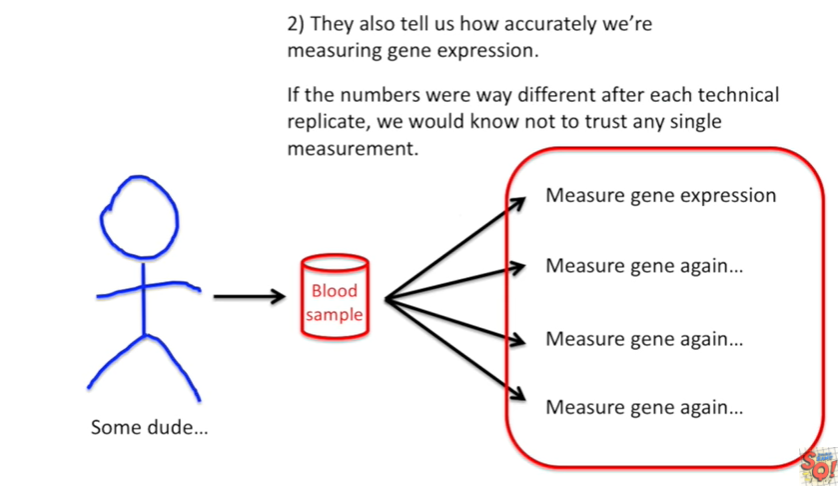 2) They also tell us how accurately we're
measuring gene expression.
If the numbers were way different after each technical
replicate, we would know not to trust any single
measurement.
Measure gene expression
Measure gene again...
Blood
sample
Measure gene again...
Measure gene again...
Some dude...
SO!